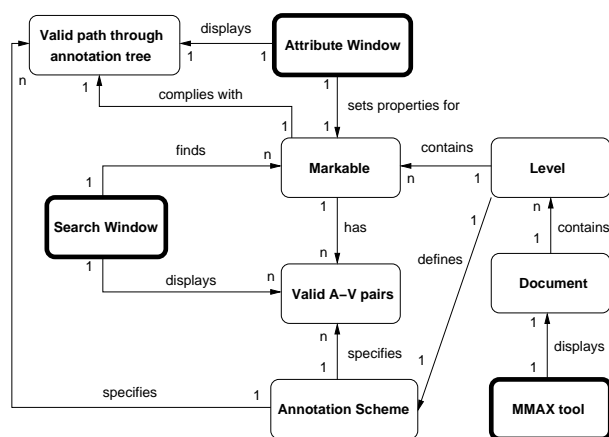 displays
Valid path through
annotation tree
Attribute Window
1
1
n
1
1
complies with
sets properties for
1
1
finds
n
Markable
contains
n
1
Level
1
1
1
n
Search Window
has
defines
contains
1
1
displays
n
n
Valid A−V pairs
Document
n
1
specifies
1
displays
specifies
1
1
1
Annotation Scheme
MMAX tool